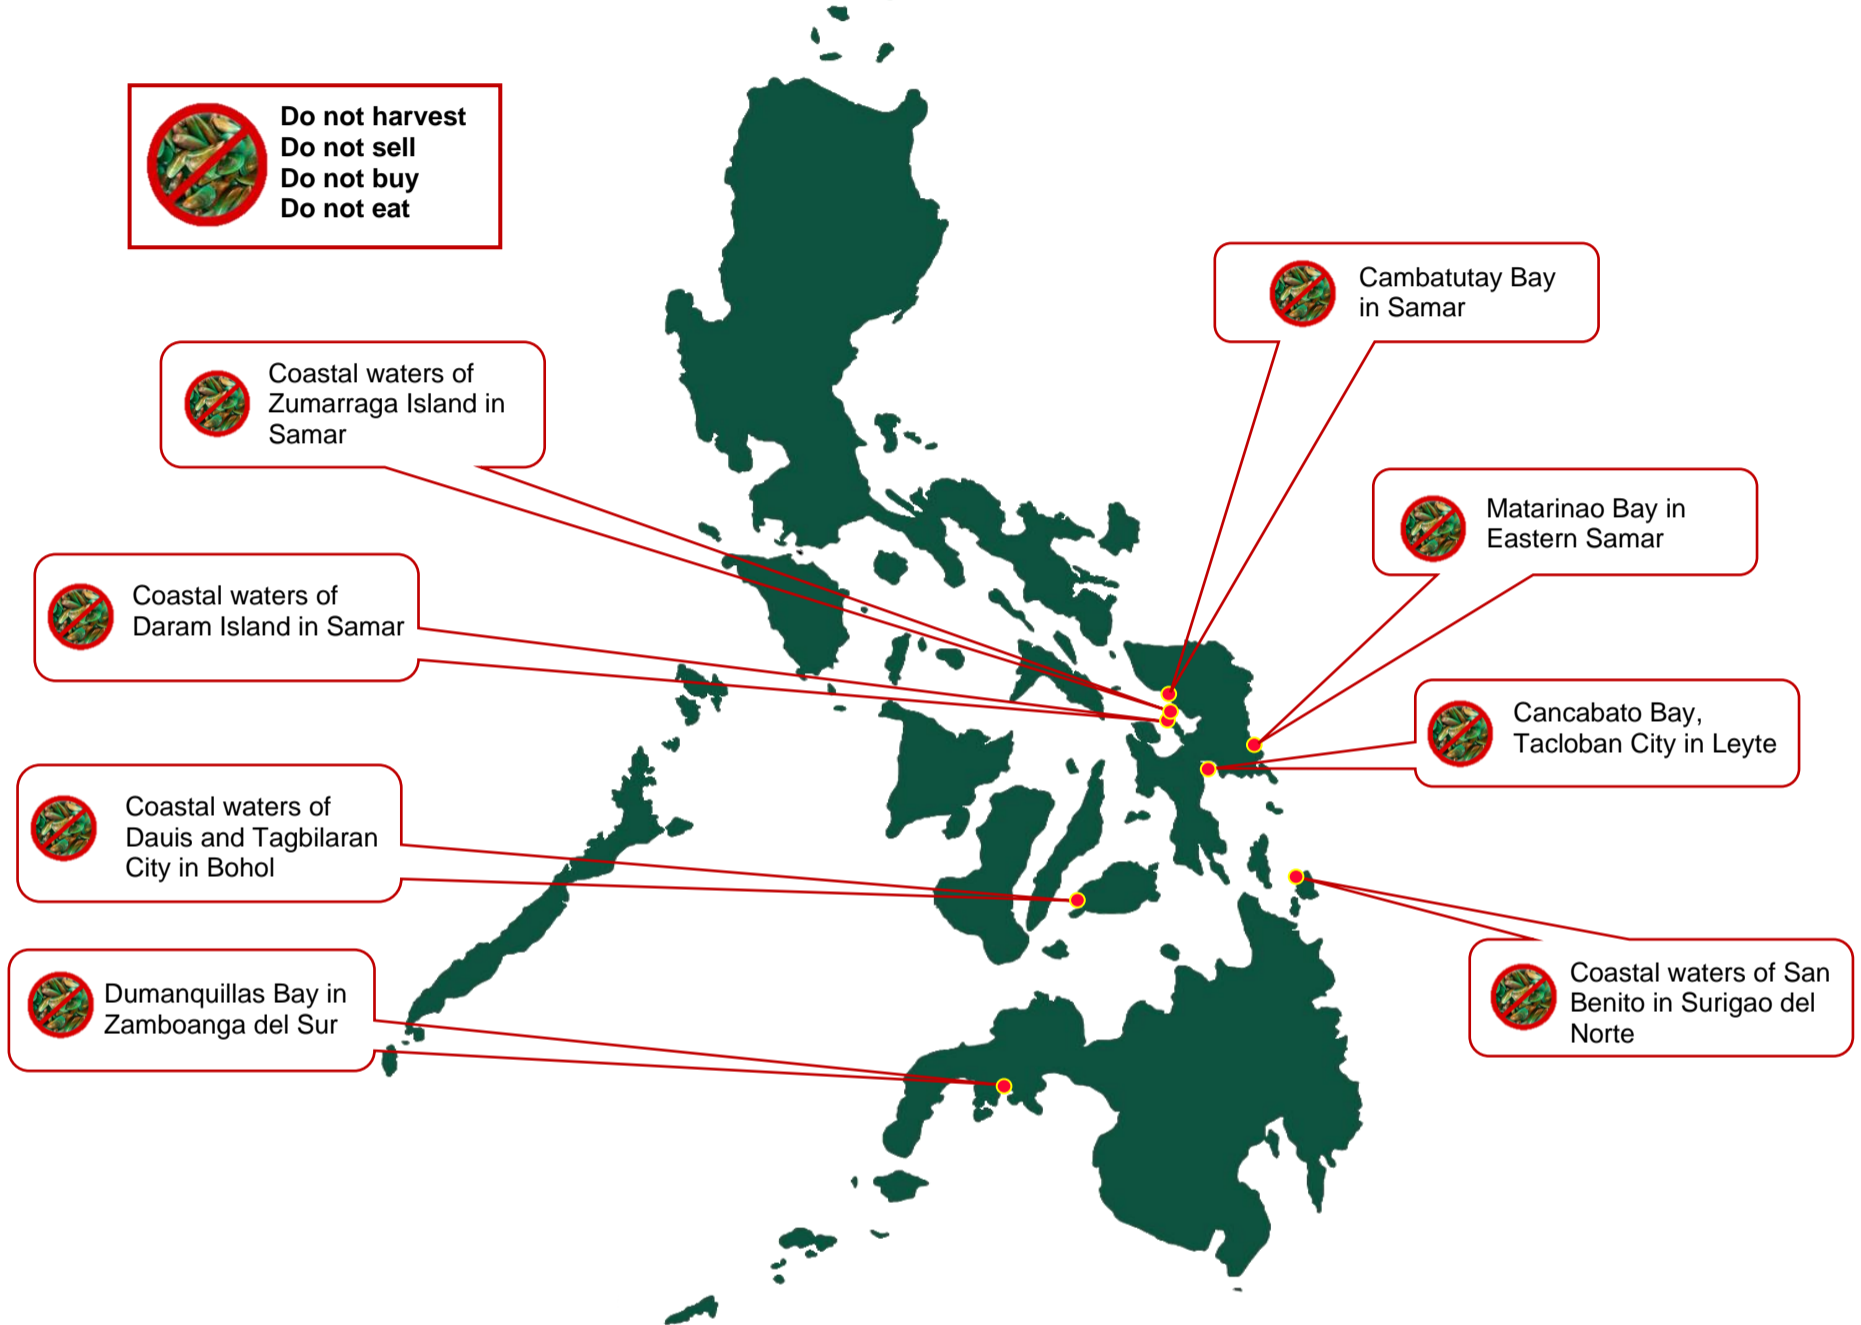 Do not harvest
Do not sell
Do not buy
Do not eat
Cambatutay Bay
in Samar
Coastal waters of
Zumarraga Island in
Samar
Matarinao Bay in
Eastern Samar
Coastal waters of
Daram Island in Samar
Cancabato Bay,
Tacloban City in Leyte
Coastal waters of
Dauis and Tagbilaran
City in Bohol
Coastal waters of San
Benito in Surigao del
Norte
Dumanquillas Bay in
Zamboanga del Sur